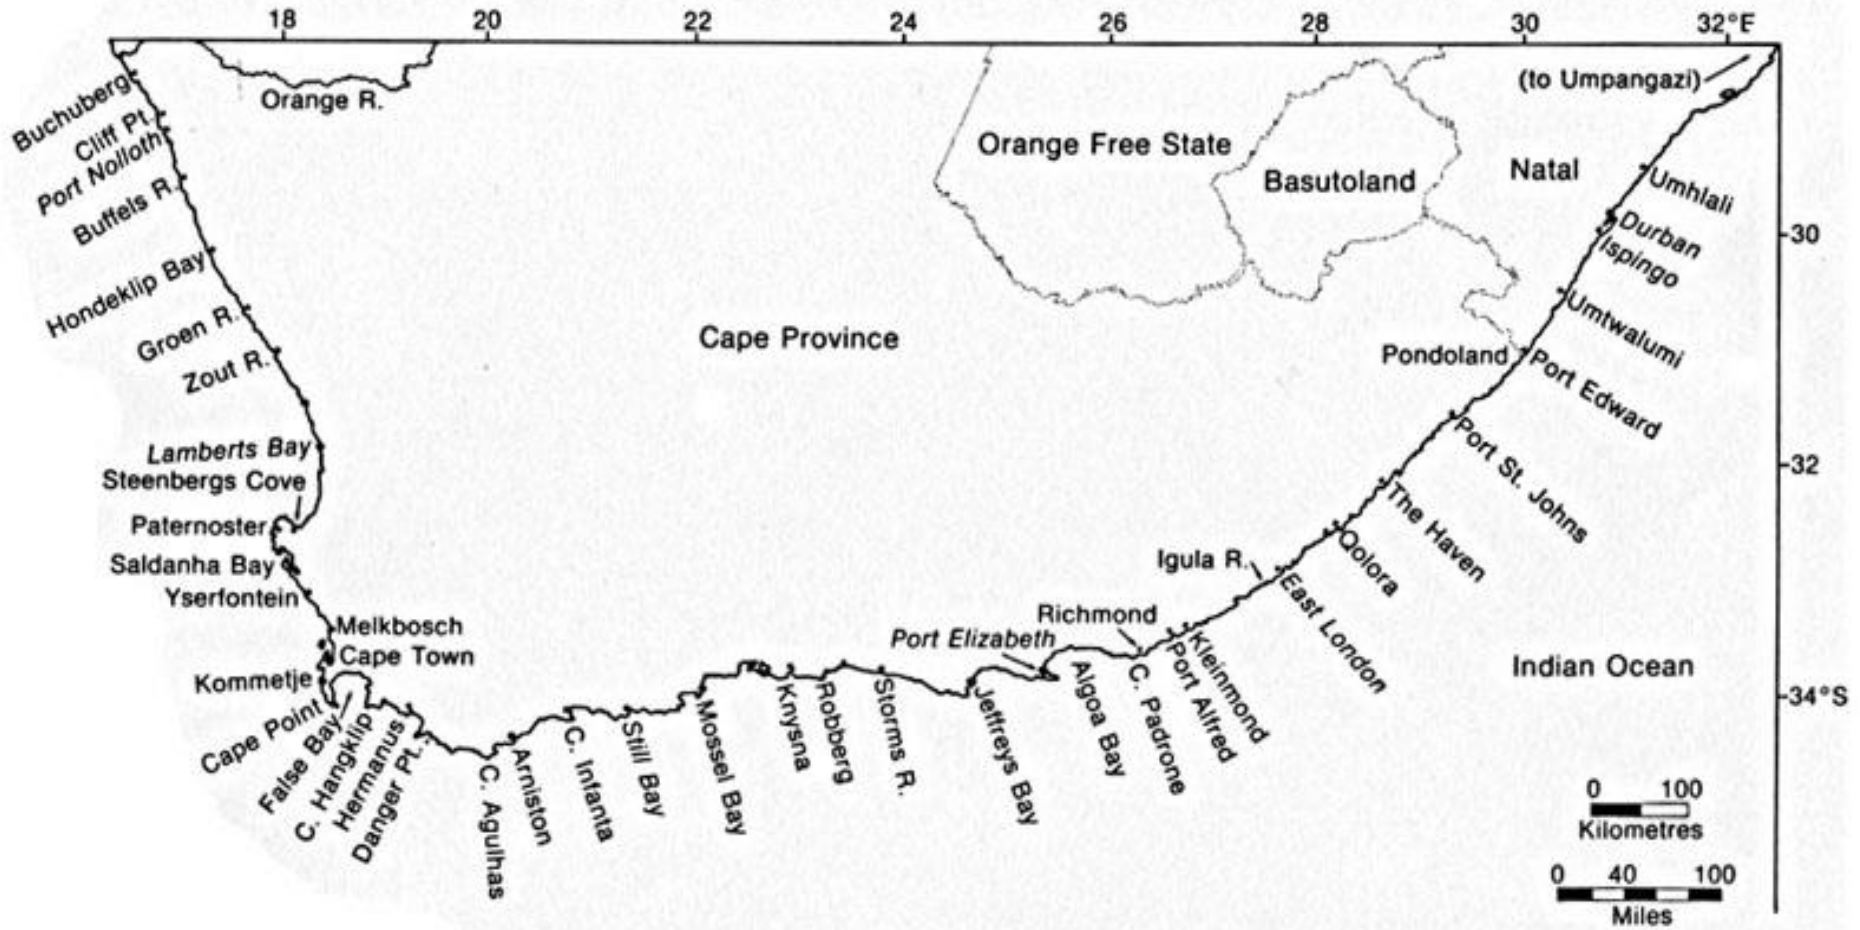 18 20 22 24 26 28 30 32°E
Orange R.
(to Umpangazi)
Buchuberg
Cliff Pt.
Port Nolloth
Buffels R.
Hondeklip Bay
Groen R.
Zout R.
Lamberts Bay
Steenbergs Cove
Paternoster
Saldanha Bay
Yserfontein
Melkbosch
Cape Town
Kommetje
Cape Point
False Bay
C. Hangklip
Hermanus
Danger Pt.
C. Agulhas
Arniston
C. Infanta
Still Bay
Mossel Bay
Knysna
Robberg
Storms R.
Jeffreys Bay
Port Elizabeth
Algoa Bay
Richmond
C. Padrone
Port Alfred
Kleinmond
Igula R.
East London
Qolora
The Haven
Port St. Johns
Pondoland
Port Edward
Umtwalumi
Ispingo
Durban
Umhlali
Orange Free State
Basutoland
Natal
Cape Province
Indian Ocean
30
32
34°S
0 100
Kilometres
0 40 100
Miles